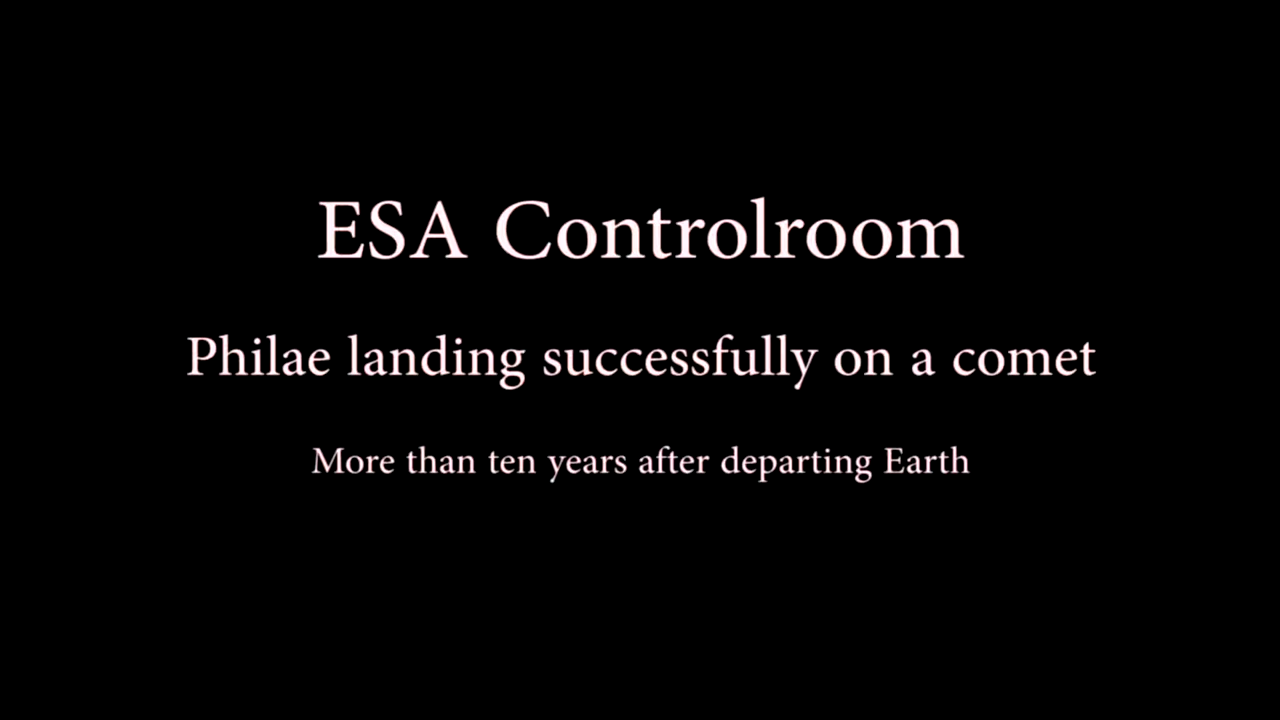 ESA Controlroom
Philae landing successfully on a comet
More than ten years after departing Earth